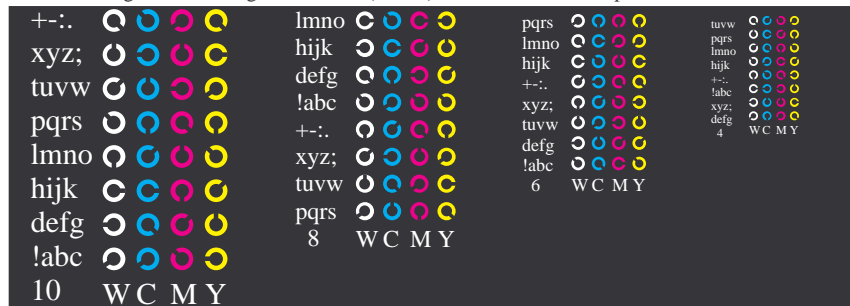 +-:.
xyz;
tuvw
pqrs
lmno
hijk
defg
!abc
10 W C M Y
lmno
hijk
defg
!abc
+-:.
xyz;
tuvw
pqrs
8 W C M Y
pqrs
lmno
hijk
+-:.
xyz;
tuvw
defg
!abc
6 W C M Y
tuvw
pqrs
lmno
hijk
+-:.
!abc
xyz;
defg
4 W C M Y